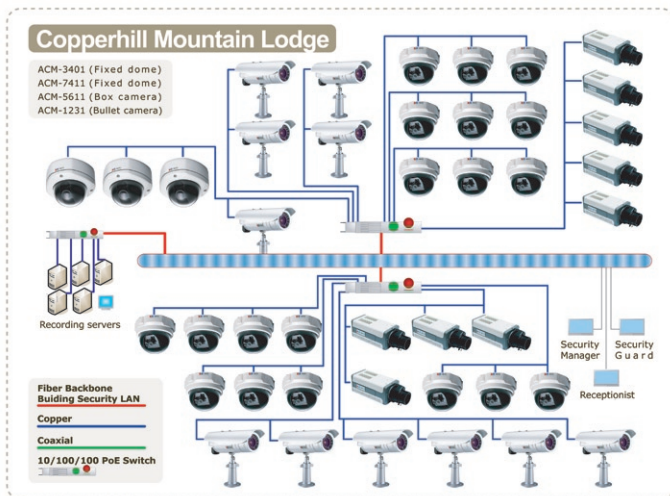 Copperhill Mountain Lodge
ACM-3401 (Fixed dome)
ACM-7411 (Fixed dome)
ACM-5611 (Box camera)
ACM-1231 (Bullet camera)
Recording servers
Security
Manager
Security
Guard
Receptionist
Fiber Backbone
Buiding Security LAN
Copper
Coaxial
10/100/100 PoE Switch